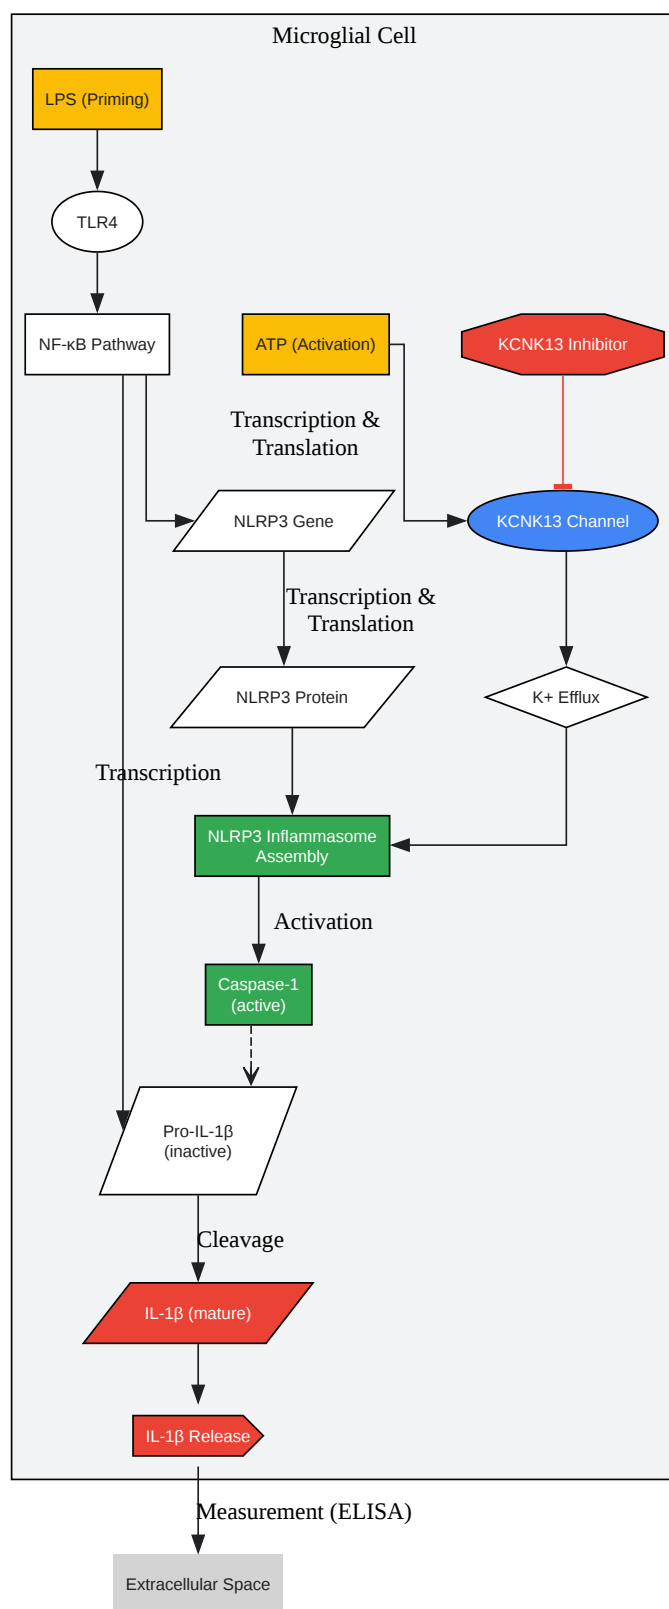 Microglial Cell
LPS (Priming)
TLR4
NF-κB Pathway
ATP (Activation)
KCNK13 Inhibitor
Transcription &
Translation
NLRP3 Gene
KCNK13 Channel
Transcription &
Translation
NLRP3 Protein
K+ Efflux
Transcription
NLRP3 Inflammasome
Assembly
Activation
Caspase-1
(active)
Pro-IL-1β
(inactive)
Cleavage
IL-1β (mature)
IL-1β Release
Measurement (ELISA)
Extracellular Space